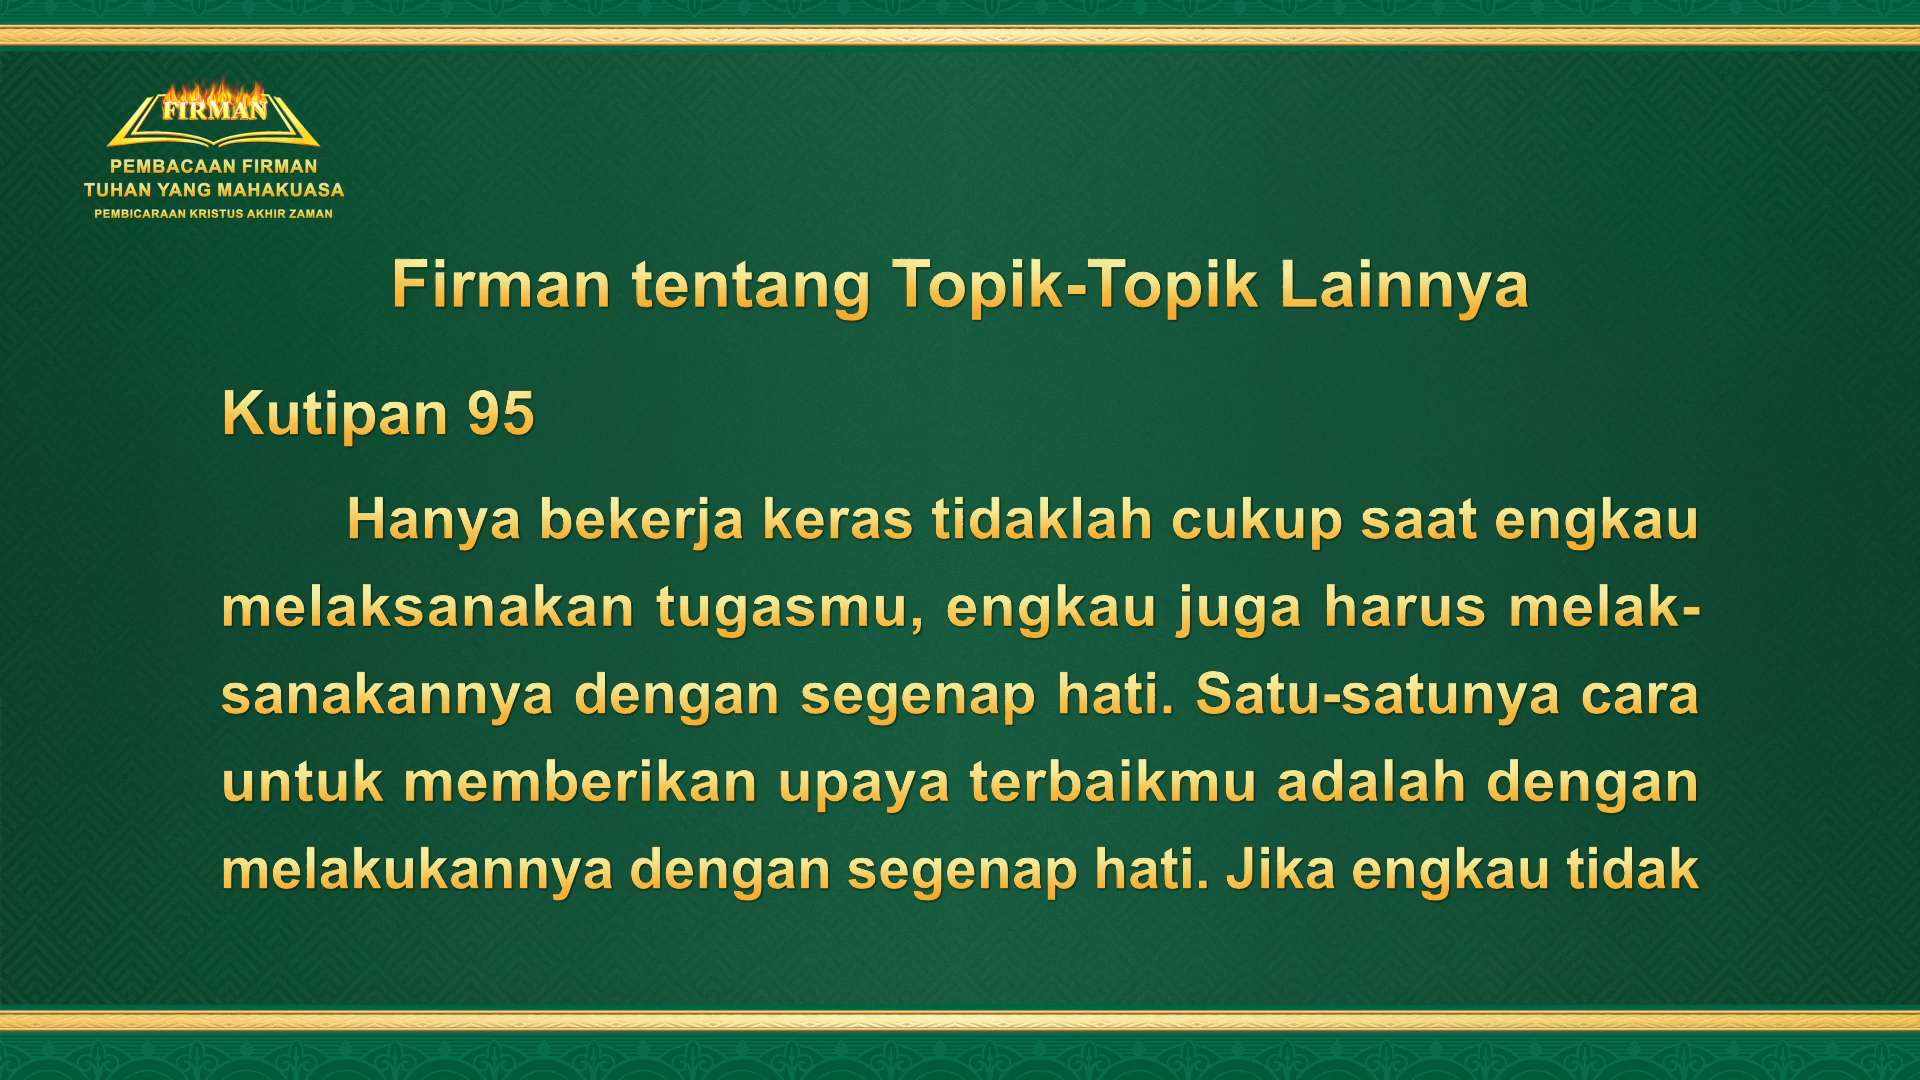 FIRMAN
PEMBACAAN FIRMAN
TUHAN YANG MAHAKUASA
PEMBICARAAN KRISTUS AKHIR ZAMAN
Firman tentang Topik-Topik Lainnya
Kutipan 95
Hanya bekerja keras tidaklah cukup saat engkau
melaksanakan tugasmu, engkau juga harus melak-
sanakannya dengan segenap hati. Satu-satunya cara
untuk memberikan upaya terbaikmu adalah dengan
melakukannya dengan segenap hati. Jika engkau tidak